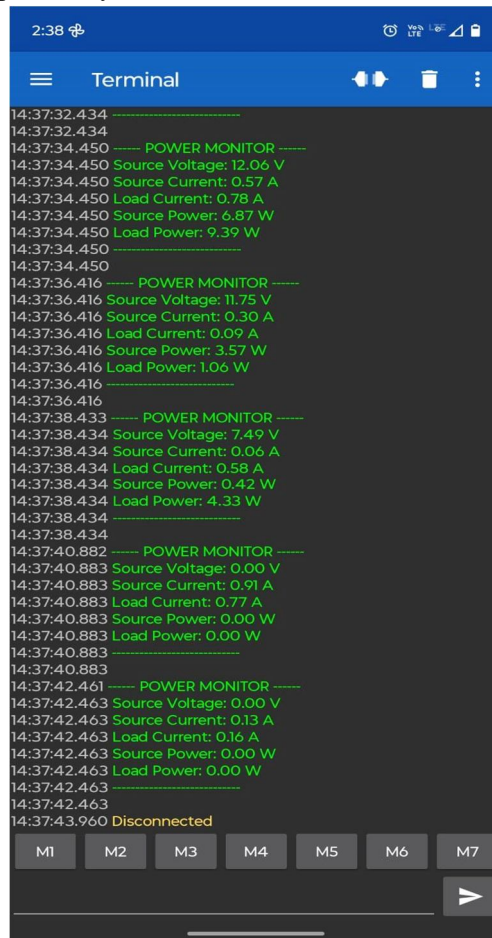 2:38
Vo)) LTE LTE
Terminal
14:37:32.434 ----------------------------
14:37:32.434
14:37:34.450 ------ POWER MONITOR ------
14:37:34.450 Source Voltage: 12.06 V
14:37:34.450 Source Current: 0.57 A
14:37:34.450 Load Current: 0.78 A
14:37:34.450 Source Power: 6.87 W
14:37:34.450 Load Power: 9.39 W
14:37:34.450 ----------------------------
14:37:34.450
14:37:36.416 ------ POWER MONITOR ------
14:37:36.416 Source Voltage: 11.75 V
14:37:36.416 Source Current: 0.30 A
14:37:36.416 Load Current: 0.09 A
14:37:36.416 Source Power: 3.57 W
14:37:36.416 Load Power: 1.06 W
14:37:36.416 ----------------------------
14:37:36.416
14:37:38.433 ------ POWER MONITOR ------
14:37:38.434 Source Voltage: 7.49 V
14:37:38.434 Source Current: 0.06 A
14:37:38.434 Load Current: 0.58 A
14:37:38.434 Source Power: 0.42 W
14:37:38.434 Load Power: 4.33 W
14:37:38.434 ----------------------------
14:37:38.434
14:37:40.882 ------ POWER MONITOR ------
14:37:40.883 Source Voltage: 0.00 V
14:37:40.883 Source Current: 0.91 A
14:37:40.883 Load Current: 0.77 A
14:37:40.883 Source Power: 0.00 W
14:37:40.883 Load Power: 0.00 W
14:37:40.883 ----------------------------
14:37:40.883
14:37:42.461 ------ POWER MONITOR ------
14:37:42.463 Source Voltage: 0.00 V
14:37:42.463 Source Current: 0.13 A
14:37:42.463 Load Current: 0.16 A
14:37:42.463 Source Power: 0.00 W
14:37:42.463 Load Power: 0.00 W
14:37:42.463 ----------------------------
14:37:42.463
14:37:43.960 Disconnected
M1 M2 M3 M4 M5 M6 M7